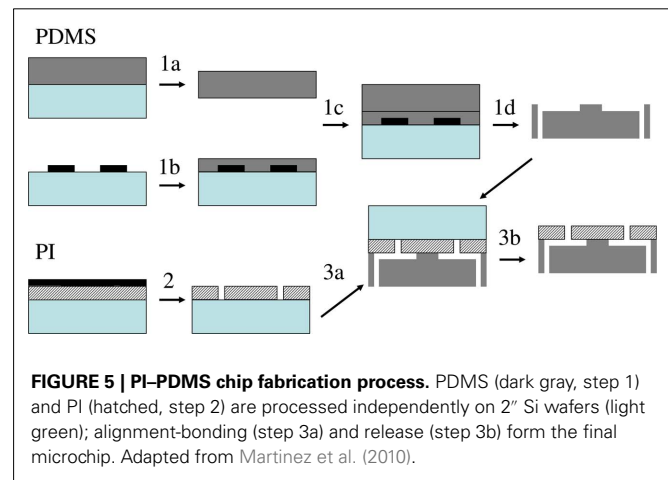 PDMS
1a
1c
1d
1b
PI
2
3a
3b
FIGURE 5 | PI–PDMS chip fabrication process. PDMS (dark gray, step 1)
and PI (hatched, step 2) are processed independently on 2″ Si wafers (light
green); alignment-bonding (step 3a) and release (step 3b) form the final
microchip. Adapted from Martinez et al. (2010).